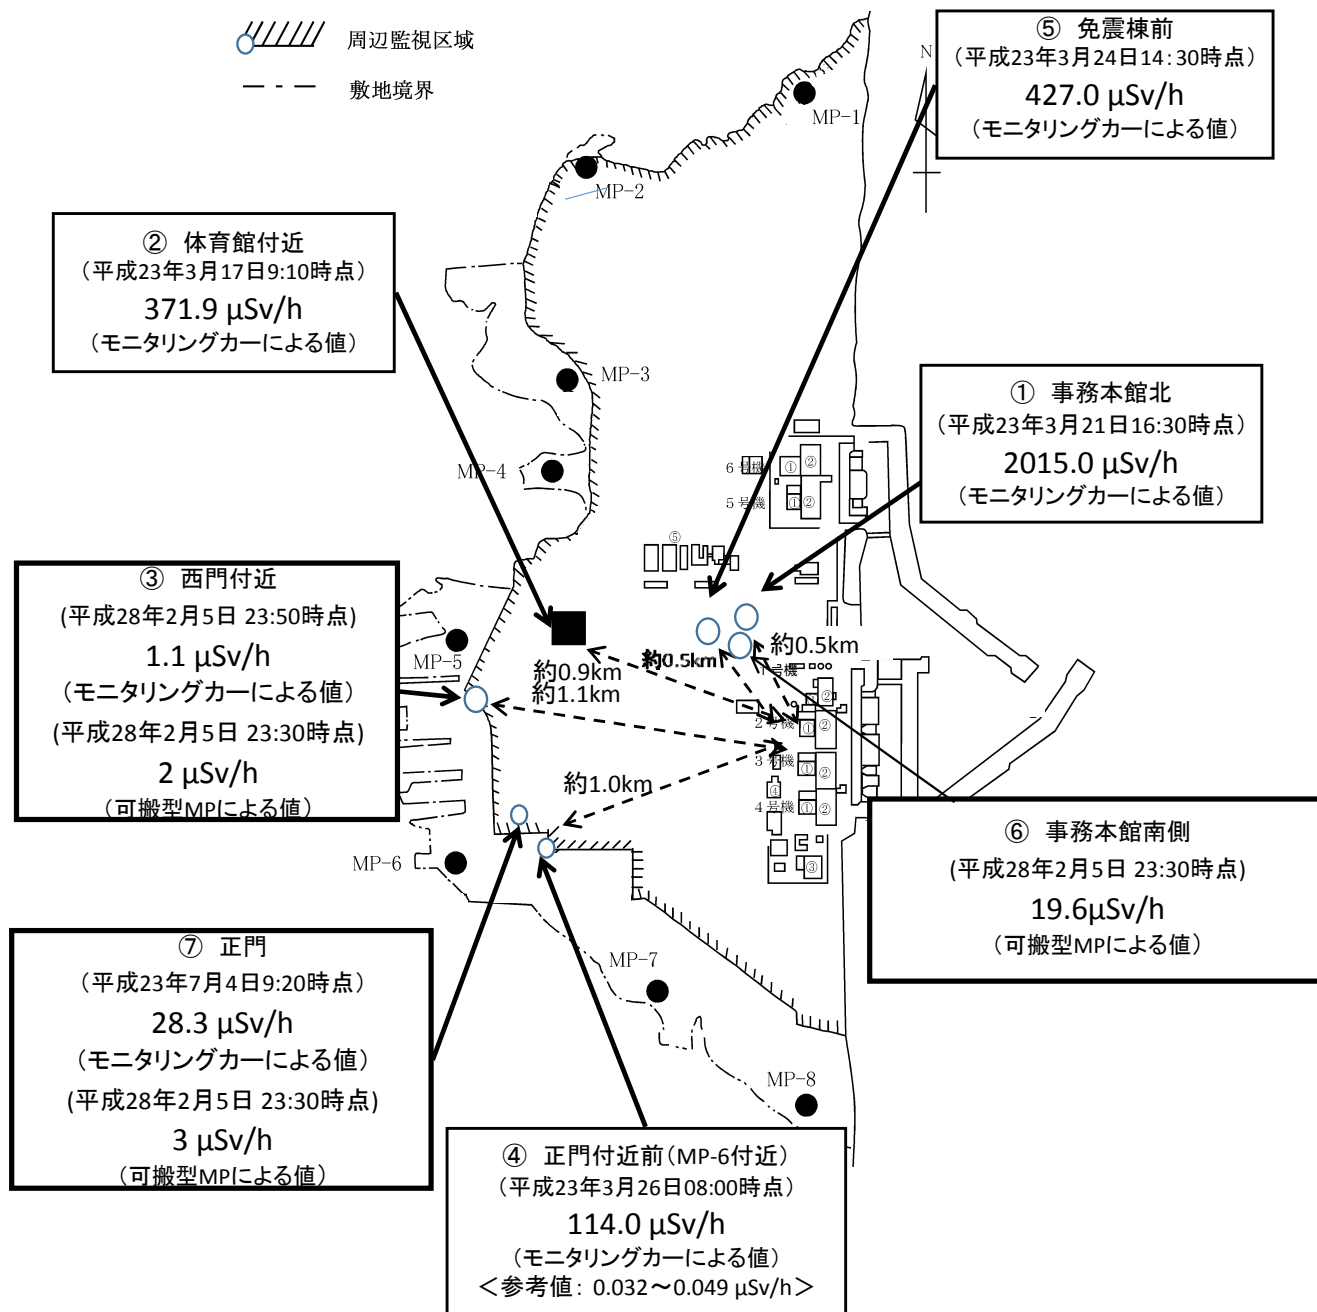 周辺監視区域
敷地境界
⑤ 免震棟前
(平成23年3月24日14:30時点)
427.0 μSv/h
(モニタリングカーによる値)
N
MP-1
MP-2
② 体育館付近
(平成23年3月17日9:10時点)
371.9 μSv/h
(モニタリングカーによる値)
MP-3
① 事務本館北
(平成23年3月21日16:30時点)
2015.0 μSv/h
(モニタリングカーによる値)
MP-4
6号機
① ②
5号機
① ②
⑤
③ 西門付近
(平成28年2月5日 23:50時点)
1.1 μSv/h
(モニタリングカーによる値)
(平成28年2月5日 23:30時点)
2 μSv/h
(可搬型MPによる値)
MP-5
約0.9km
約1.1km
約0.5km
約0.5km
1号機
②
2号機
① ②
3号機
① ②
④
4号機
① ②
③
約1.0km
MP-6
⑥ 事務本館南側
(平成28年2月5日 23:30時点)
19.6μSv/h
(可搬型MPによる値)
⑦ 正門
(平成23年7月4日9:20時点)
28.3 μSv/h
(モニタリングカーによる値)
(平成28年2月5日 23:30時点)
3 μSv/h
(可搬型MPによる値)
MP-7
MP-8
④ 正門付近前(MP-6付近)
(平成23年3月26日08:00時点)
114.0 μSv/h
(モニタリングカーによる値)
<参考値: 0.032~0.049 μSv/h>